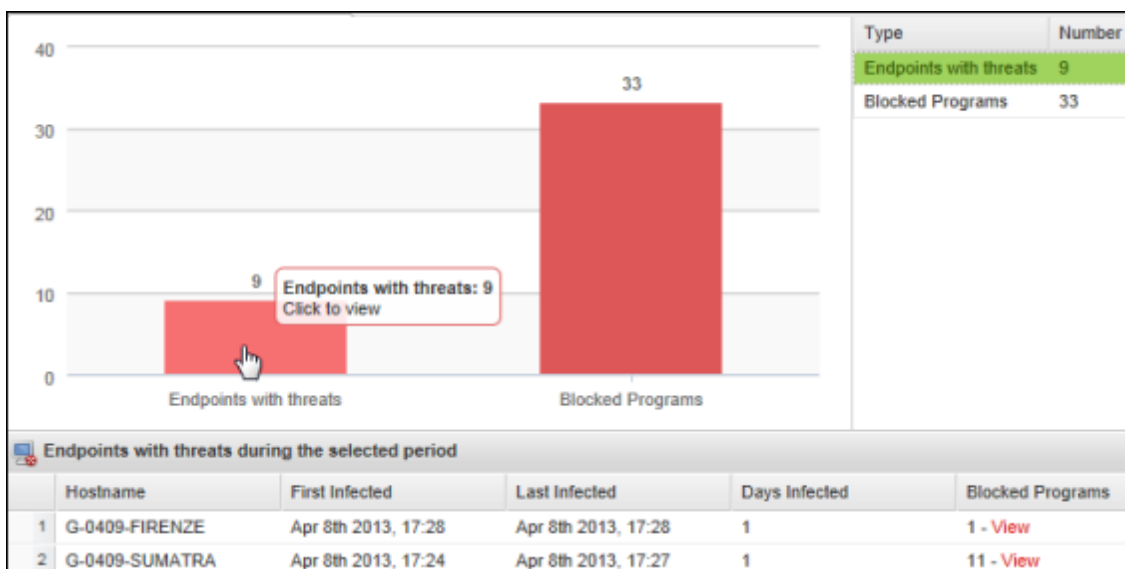 40
30
20
10
0
9
33
Endpoints with threats: 9
Click to view
Endpoints with threats
Blocked Programs
Type Number
Endpoints with threats 9
Blocked Programs 33
Endpoints with threats during the selected period
Hostname First Infected Last Infected Days Infected Blocked Programs
1 G-0409-FIRENZE Apr 8th 2013, 17:28 Apr 8th 2013, 17:28 1 1 - View
2 G-0409-SUMATRA Apr 8th 2013, 17:24 Apr 8th 2013, 17:27 1 11 - View